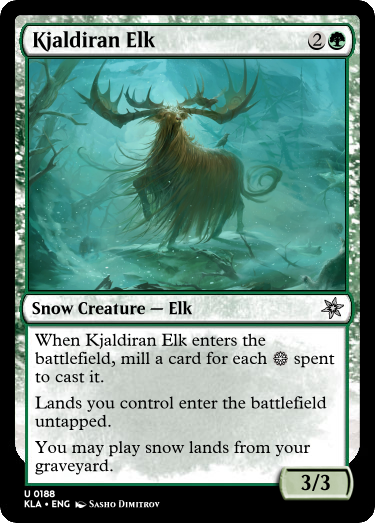 Kjaldiran Elk 2
Snow Creature — Elk
When Kjaldiran Elk enters the
battlefield, mill a card for each spent
to cast it.
Lands you control enter the battlefield
untapped.
You may play snow lands from your
graveyard.
3/3
U 0188
KLA • ENG Sasho Dimitrov